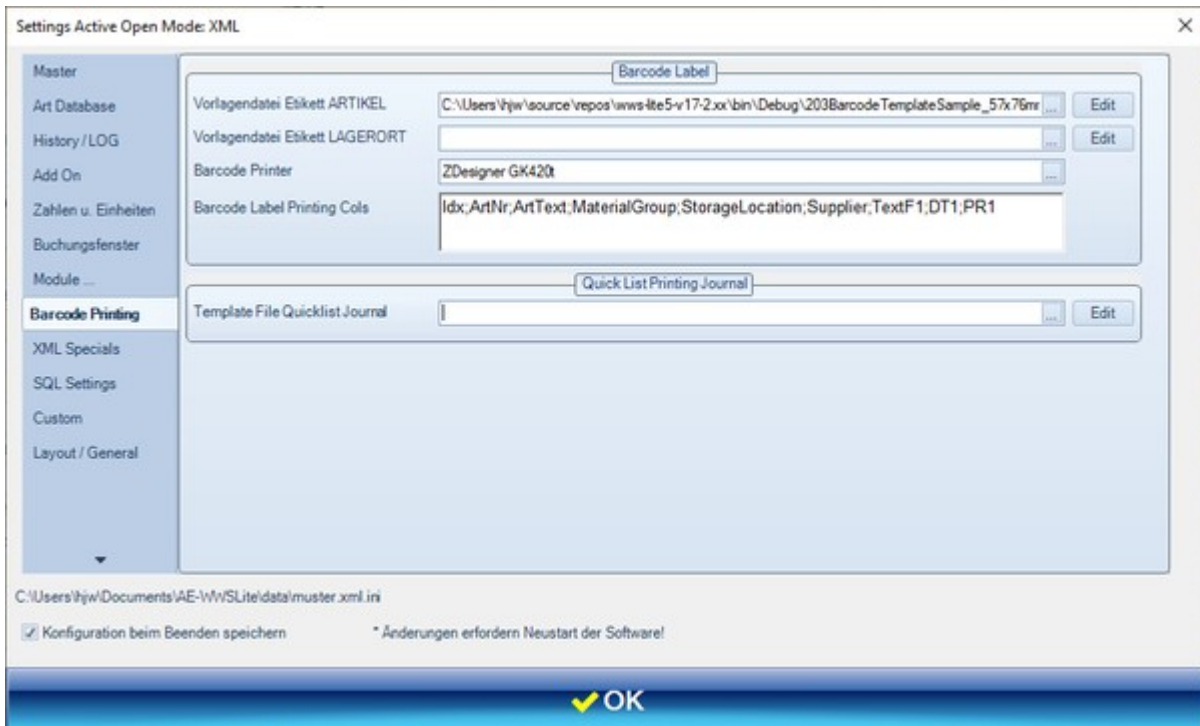 Settings Active Open Mode: XML
Master
Art Database
History / LOG
Add On
Zahlen u. Einheiten
Buchungsfenster
Module ...
Barcode Printing
XML Specials
SQL Settings
Custom
Layout / General
Barcode Label
Vorlagendatei Etikett ARTIKEL
C:\Users\hjw\source\repos\wws-lite5-v17-2.xx\bin\Debug\203BarcodeTemplateSample_57x76mr ... Edit
Vorlagendatei Etikett LAGERORT ... Edit
Barcode Printer ZDesigner GK420t ...
Barcode Label Printing Cols Idx;ArtNr;ArtText;MaterialGroup;StorageLocation;Supplier;TextF1;DT1;PR1
Quick List Printing Journal
Template File Quicklist Journal ... Edit
C:\Users\hjw\Documents\AE-WWSLite\data\muster.xml.ini
Konfiguration beim Beenden speichern * Änderungen erfordern Neustart der Software!
OK